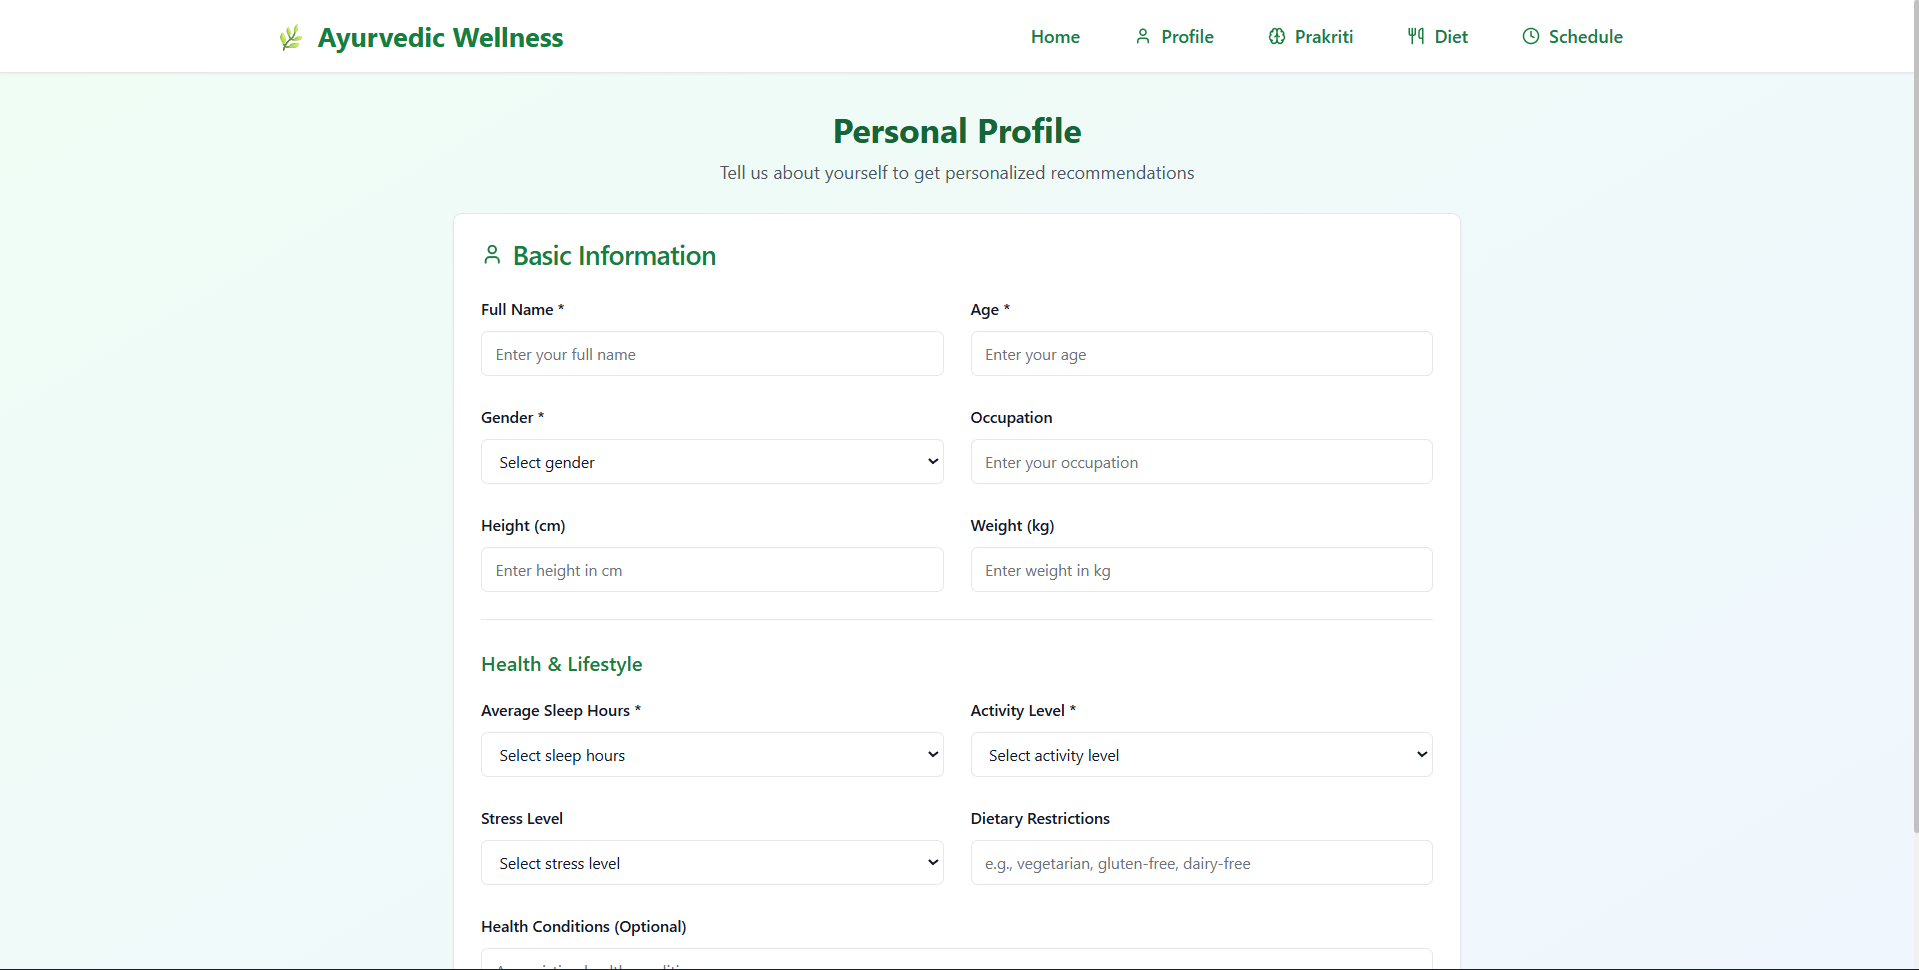 Ayurvedic Wellness
Home Profile Prakriti Diet Schedule
Personal Profile
Tell us about yourself to get personalized recommendations
Basic Information
Full Name * Age *
Enter your full name Enter your age
Gender * Occupation
Select gender Enter your occupation
Height (cm) Weight (kg)
Enter height in cm Enter weight in kg
Health & Lifestyle
Average Sleep Hours * Activity Level *
Select sleep hours Select activity level
Stress Level Dietary Restrictions
Select stress level e.g., vegetarian, gluten-free, dairy-free
Health Conditions (Optional)